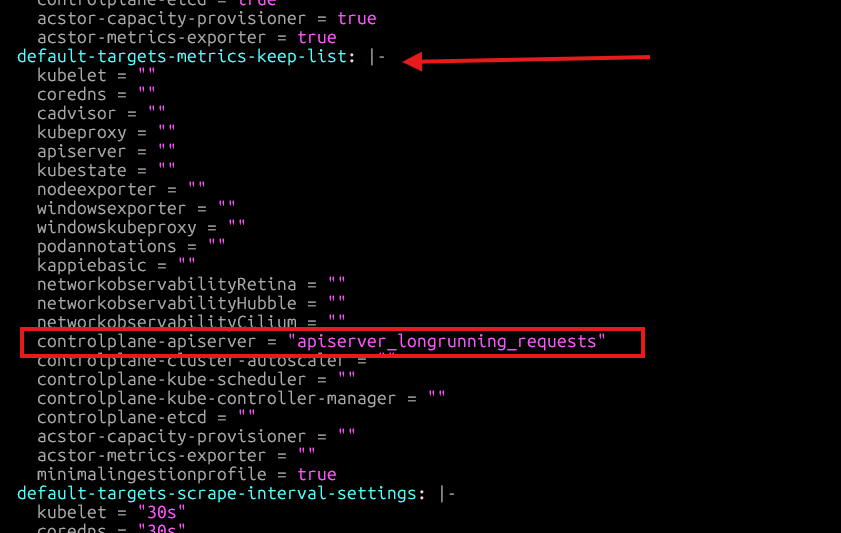 controlplane-etcd = true
acstor-capacity-provisioner = true
acstor-metrics-exporter = true
default-targets-metrics-keep-list: |-
kubelet = ""
coredns = ""
cadvisor = ""
kubeproxy = ""
apiserver = ""
kubestate = ""
nodeexporter = ""
windowsexporter = ""
windowskubeproxy = ""
podannotations = ""
kappiebasic = ""
networkobservabilityRetina = ""
networkobservabilityHubble = ""
networkobservabilityCilium = ""
controlplane-apiserver = "apiserver_longrunning_requests"
controlplane-cluster-autoscaler = ""
controlplane-kube-scheduler = ""
controlplane-kube-controller-manager = ""
controlplane-etcd = ""
acstor-capacity-provisioner = ""
acstor-metrics-exporter = ""
minimalingestionprofile = true
default-targets-scrape-interval-settings: |-
kubelet = "30s"
coredns = "30s"